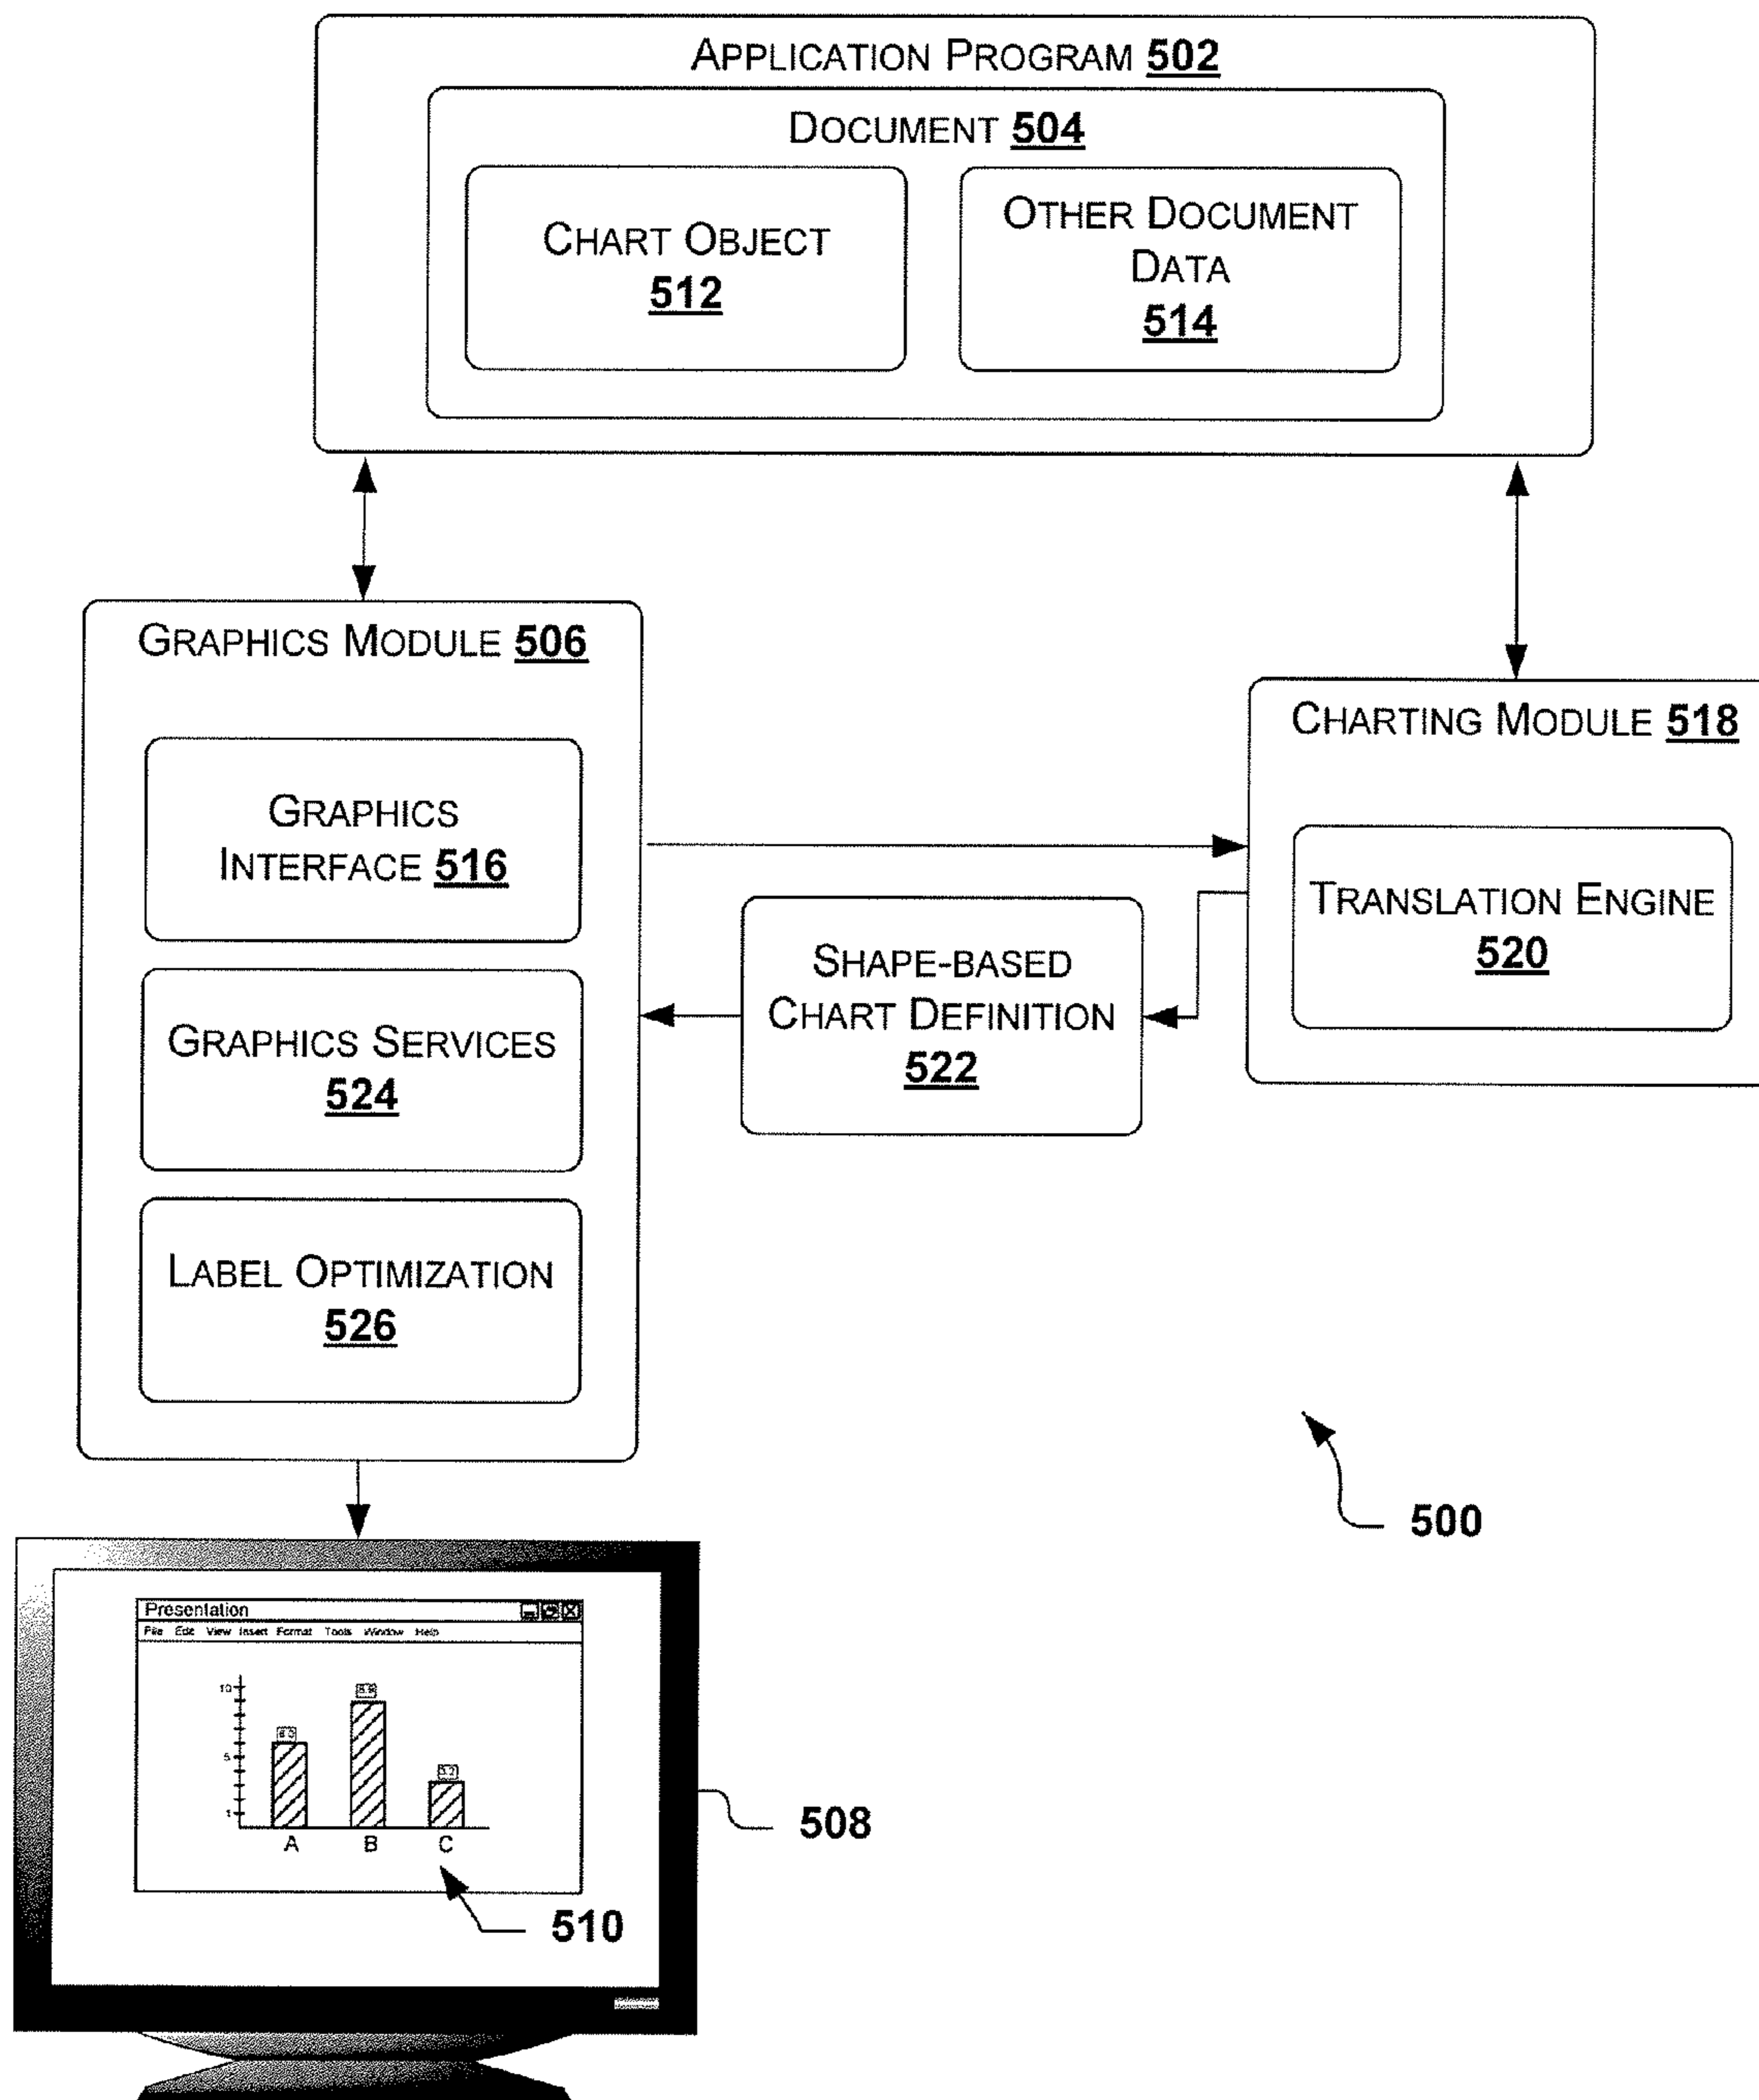 APPLICATION PROGRAM 502
DOCUMENT 504
CHART OBJECT
512
OTHER DOCUMENT
DATA
514
GRAPHICS MODULE 506
GRAPHICS
INTERFACE 516
GRAPHICS SERVICES
524
LABEL OPTIMIZATION
526
CHARTING MODULE 518
TRANSLATION ENGINE
520
SHAPE-BASED
CHART DEFINITION
522
500
Presentation
File Edit View Insert Format Tools Window Help
10
5
1
3.2
A B C
508
510